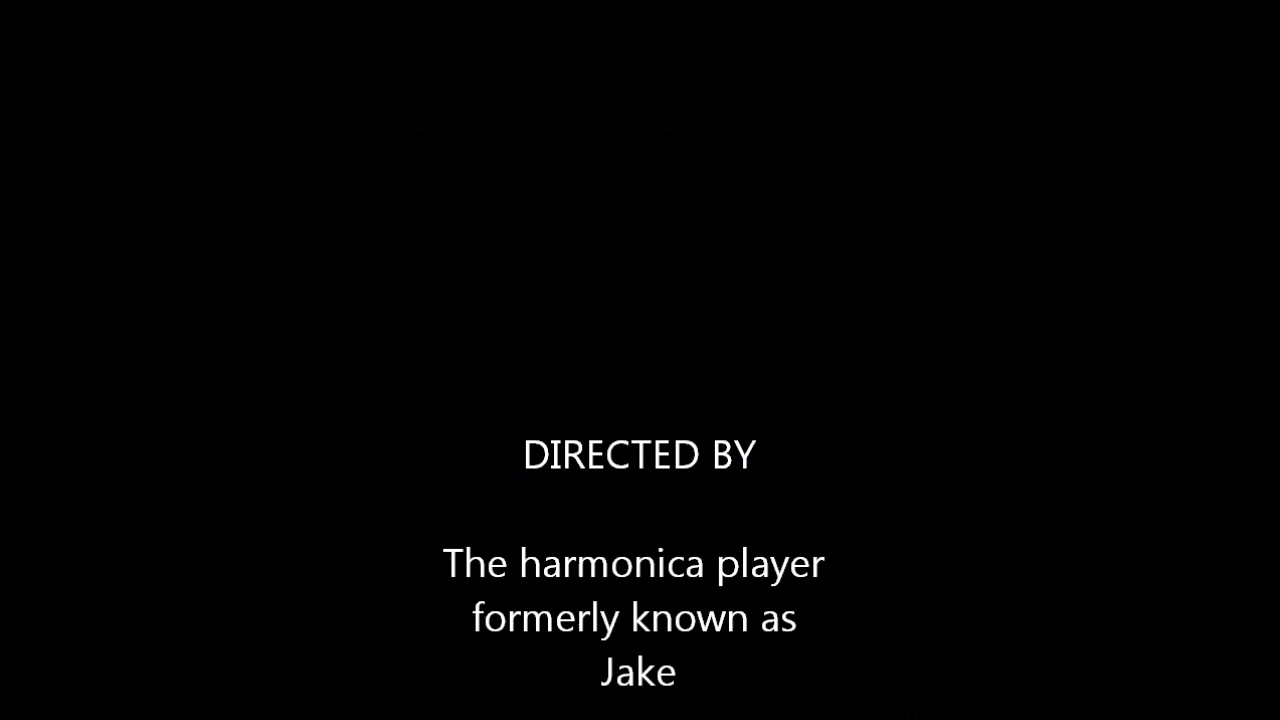 DIRECTED BY
The harmonica player
formerly known as
Jake